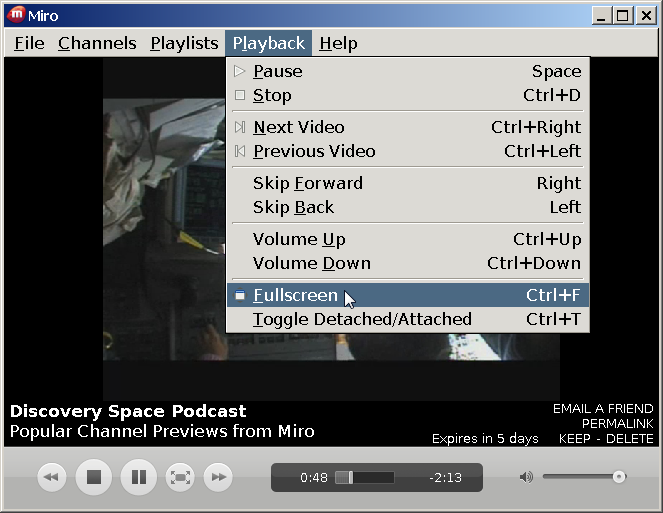 Miro
File Channels Playlists Playback Help
Pause Space
Stop Ctrl+D
Next Video Ctrl+Right
Previous Video Ctrl+Left
Skip Forward Right
Skip Back Left
Volume Up Ctrl+Up
Volume Down Ctrl+Down
Fullscreen Ctrl+F
Toggle Detached/Attached Ctrl+T
Discovery Space Podcast
Popular Channel Previews from Miro
EMAIL A FRIEND
PERMALINK
Expires in 5 days KEEP - DELETE
0:48 -2:13